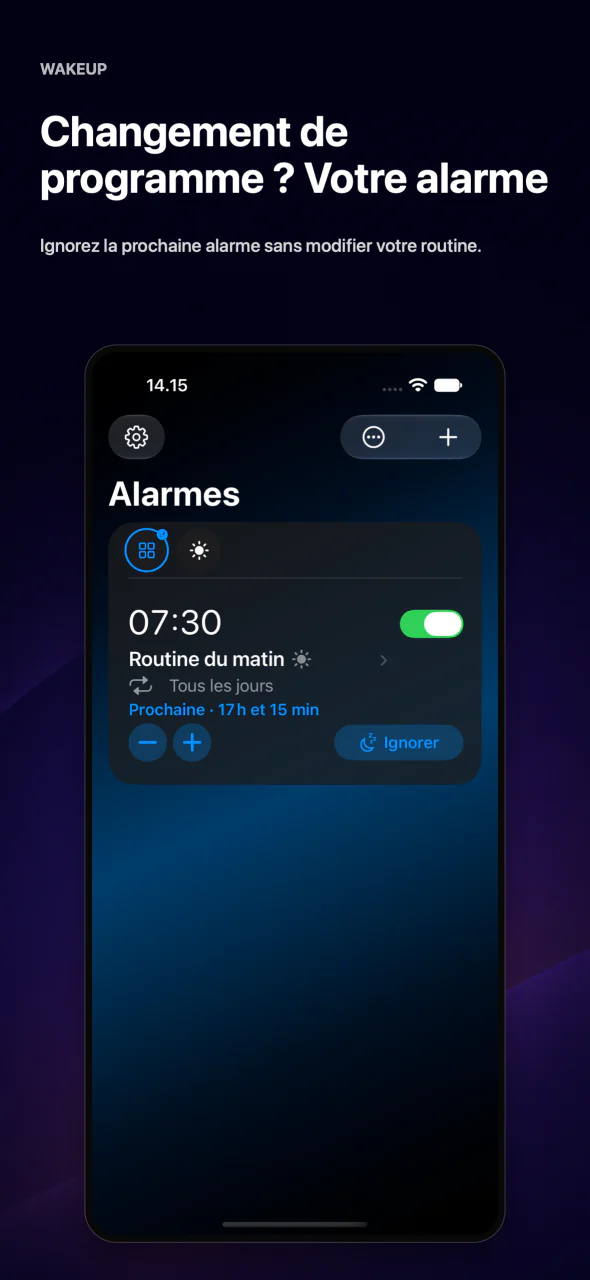 WAKEUP
Changement de
programme ? Votre alarme
Ignorez la prochaine alarme sans modifier votre routine.
14.15
Alarmes
07:30
Routine du matin
Tous les jours
Prochaine · 17 h et 15 min
Ignorer